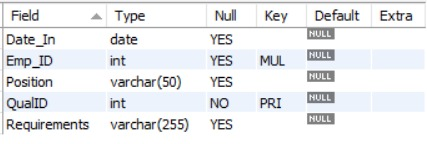 Field Type Null Key Default Extra
Date_In date YES NULL
Emp_ID int YES MUL NULL
Position varchar(50) YES NULL
QualID int NO PRI NULL
Requirements varchar(255) YES NULL